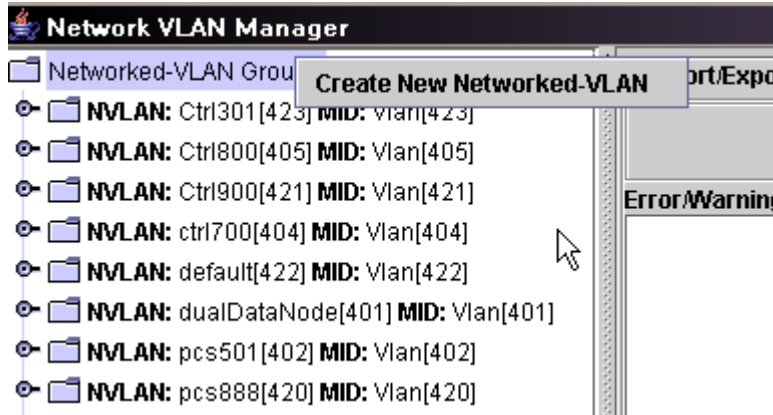 Network VLAN Manager
Networked-VLAN Grou
Create New Networked-VLAN
ort/Expo
NVLAN: Ctrl301[423] MID: Vlan[423]
NVLAN: Ctrl800[405] MID: Vlan[405]
NVLAN: Ctrl900[421] MID: Vlan[421]
Error/Warning
NVLAN: ctrl700[404] MID: Vlan[404]
NVLAN: default[422] MID: Vlan[422]
NVLAN: dualDataNode[401] MID: Vlan[401]
NVLAN: pcs501[402] MID: Vlan[402]
NVLAN: pcs888[420] MID: Vlan[420]